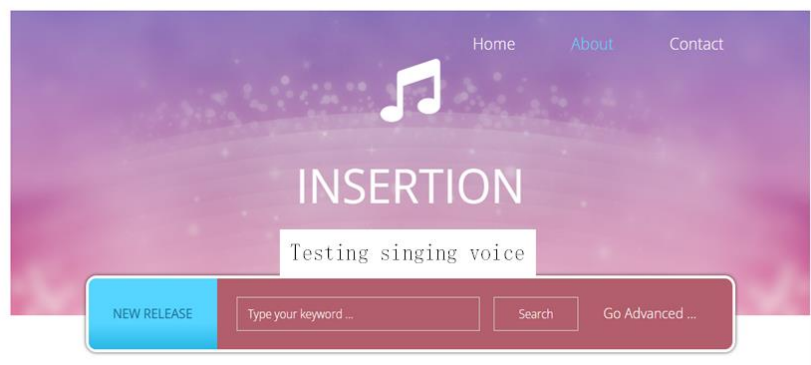 Home About Contact
INSERTION
Testing singing voice
NEW RELEASE Type your keyword ... Search Go Advanced ...